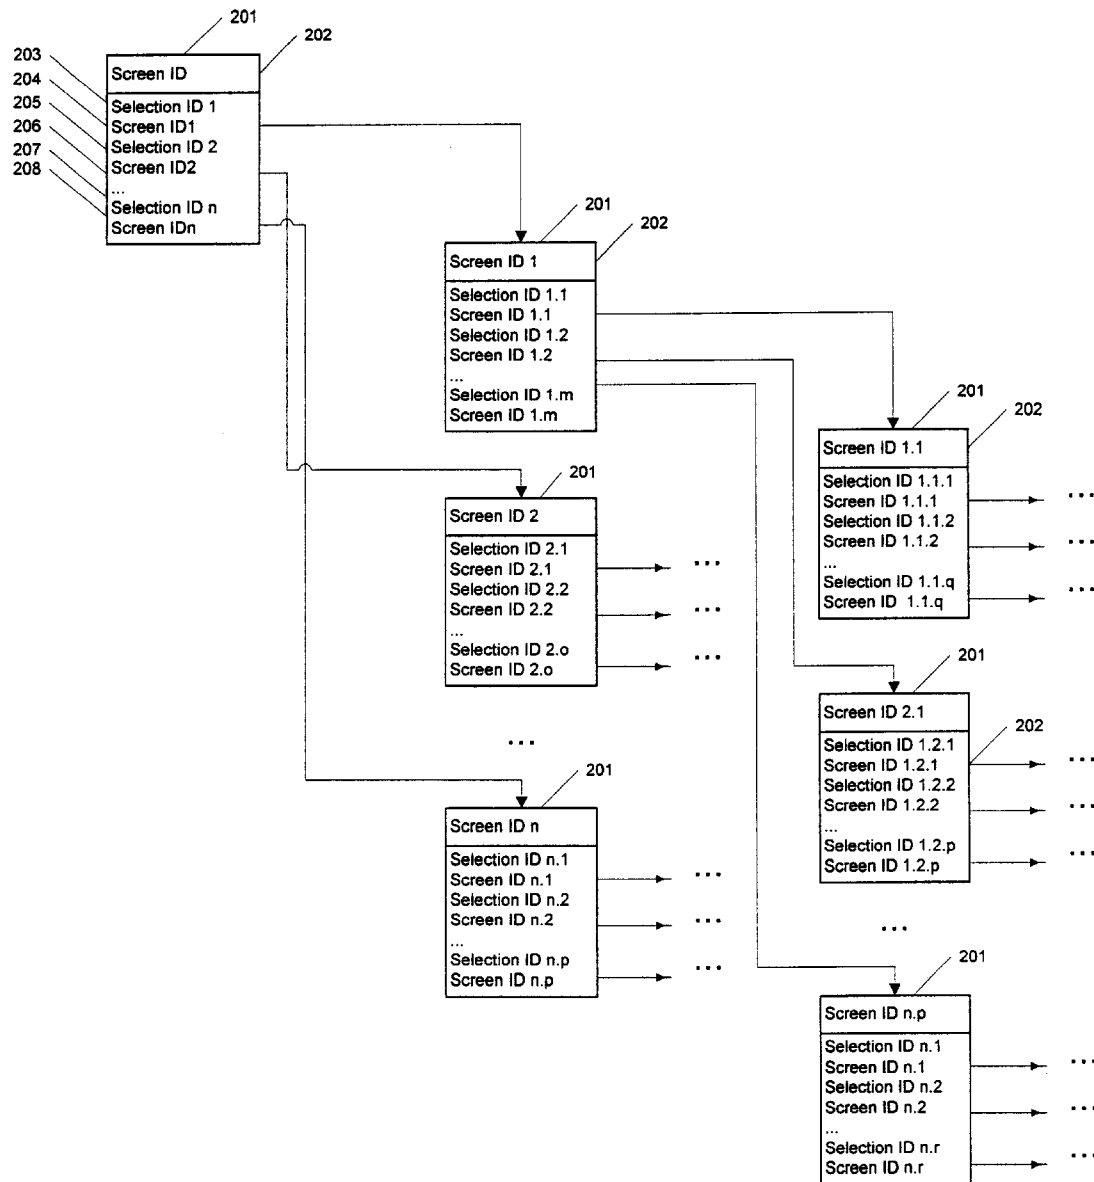 201
202
203
204
205
206
207
208
Screen ID
Selection ID 1
Screen ID1
Selection ID 2
Screen ID2
...
Selection ID n
Screen IDn
201
202
Screen ID 1
Selection ID 1.1
Screen ID 1.1
Selection ID 1.2
Screen ID 1.2
...
Selection ID 1.m
Screen ID 1.m
201
202
Screen ID 1.1
Selection ID 1.1.1
Screen ID 1.1.1
Selection ID 1.1.2
Screen ID 1.1.2
...
Selection ID 1.1.q
Screen ID 1.1.q
...
...
...
201
Screen ID 2
Selection ID 2.1
Screen ID 2.1
Selection ID 2.2
Screen ID 2.2
...
Selection ID 2.o
Screen ID 2.o
...
...
...
201
202
Screen ID 2.1
Selection ID 1.2.1
Screen ID 1.2.1
Selection ID 1.2.2
Screen ID 1.2.2
...
Selection ID 1.2.p
Screen ID 1.2.p
...
...
...
...
201
Screen ID n
Selection ID n.1
Screen ID n.1
Selection ID n.2
Screen ID n.2
...
Selection ID n.p
Screen ID n.p
...
...
...
...
201
Screen ID n.p
Selection ID n.1
Screen ID n.1
Selection ID n.2
Screen ID n.2
...
Selection ID n.r
Screen ID n.r
...
...
...